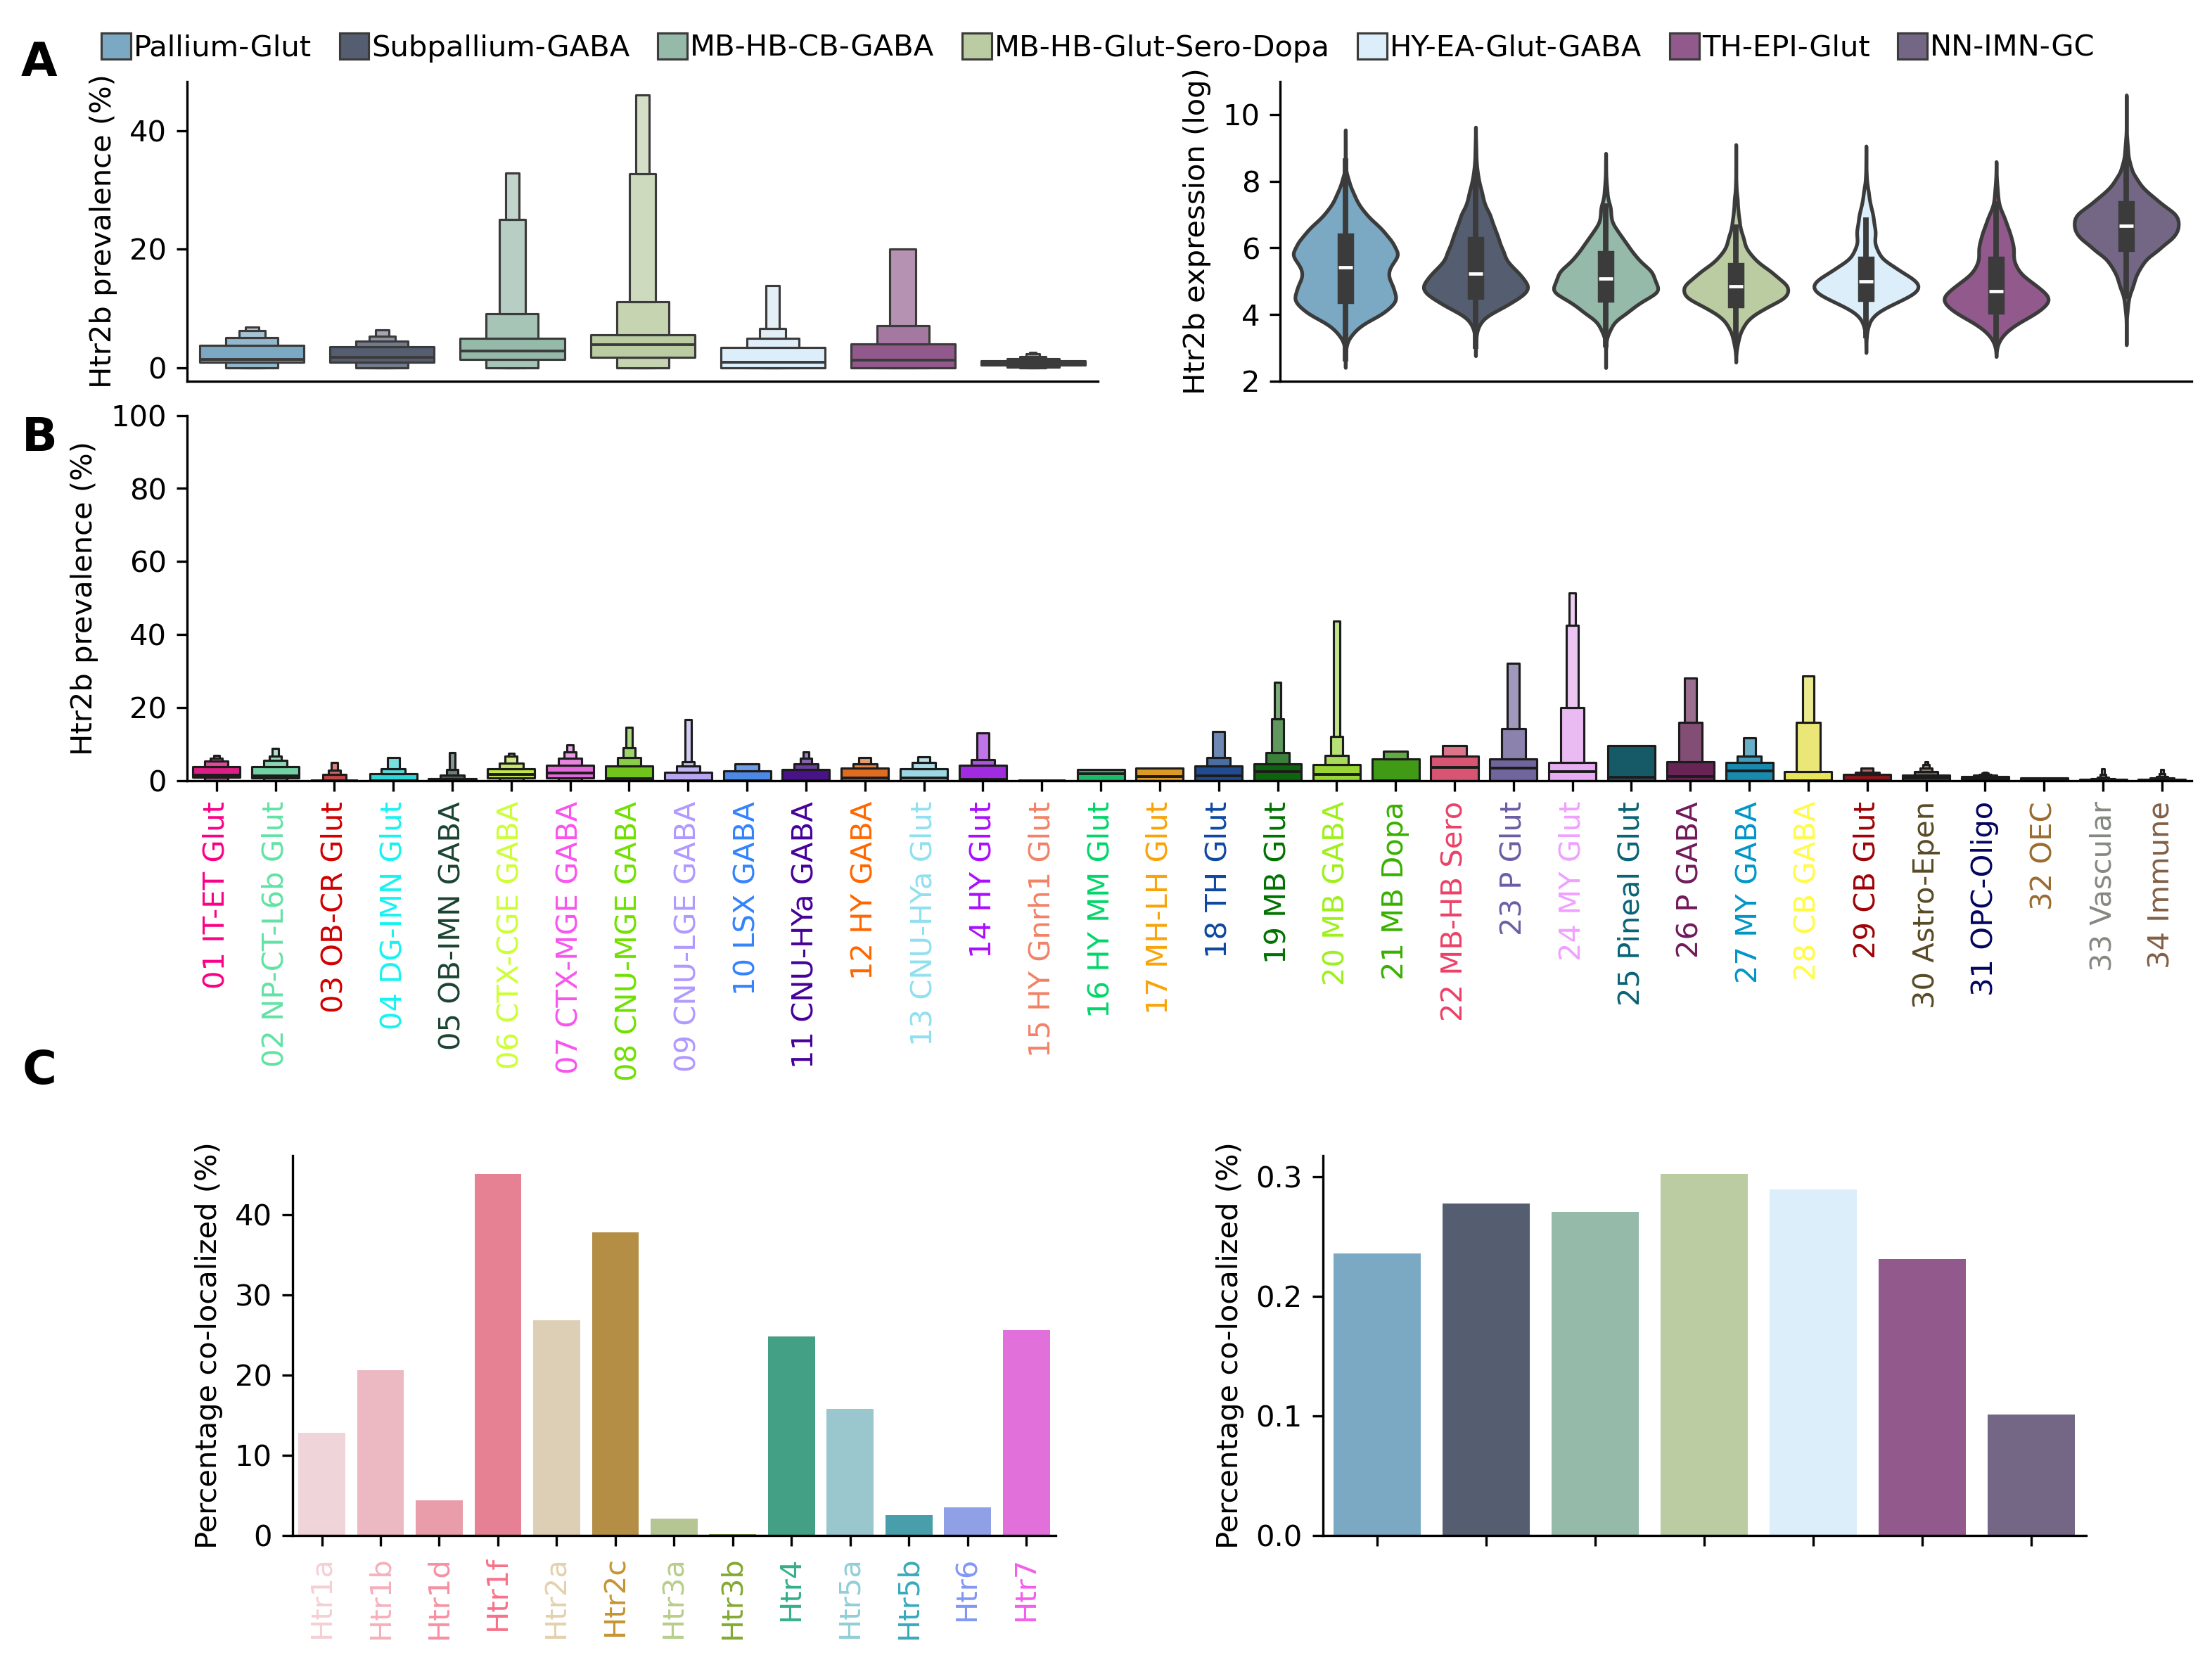 A
Pallium-Glut Subpallium-GABA MB-HB-CB-GABA MB-HB-Glut-Sero-Dopa HY-EA-Glut-GABA TH-EPI-Glut NN-IMN-GC
Htr2b prevalence (%)
40
20
0
Htr2b expression (log)
10
8
6
4
2
B
Htr2b prevalence (%)
100
80
60
40
20
0
01 IT-ET Glut
02 NP-CT-L6b Glut
03 OB-CR Glut
04 DG-IMN Glut
05 OB-IMN GABA
06 CTX-CGE GABA
07 CTX-MGE GABA
08 CNU-MGE GABA
09 CNU-LGE GABA
10 LSX GABA
11 CNU-HYa GABA
12 HY GABA
13 CNU-HYa Glut
14 HY Glut
15 HY Gnrh1 Glut
16 HY MM Glut
17 MH-LH Glut
18 TH Glut
19 MB Glut
20 MB GABA
21 MB Dopa
22 MB-HB Sero
23 P Glut
24 MY Glut
25 Pineal Glut
26 P GABA
27 MY GABA
28 CB GABA
29 CB Glut
30 Astro-Epen
31 OPC-Oligo
32 OEC
33 Vascular
34 Immune
C
Percentage co-localized (%)
40
30
20
10
0
Htr1a
Htr1b
Htr1d
Htr1f
Htr2a
Htr2c
Htr3a
Htr3b
Htr4
Htr5a
Htr5b
Htr6
Htr7
Percentage co-localized (%)
0.3
0.2
0.1
0.0